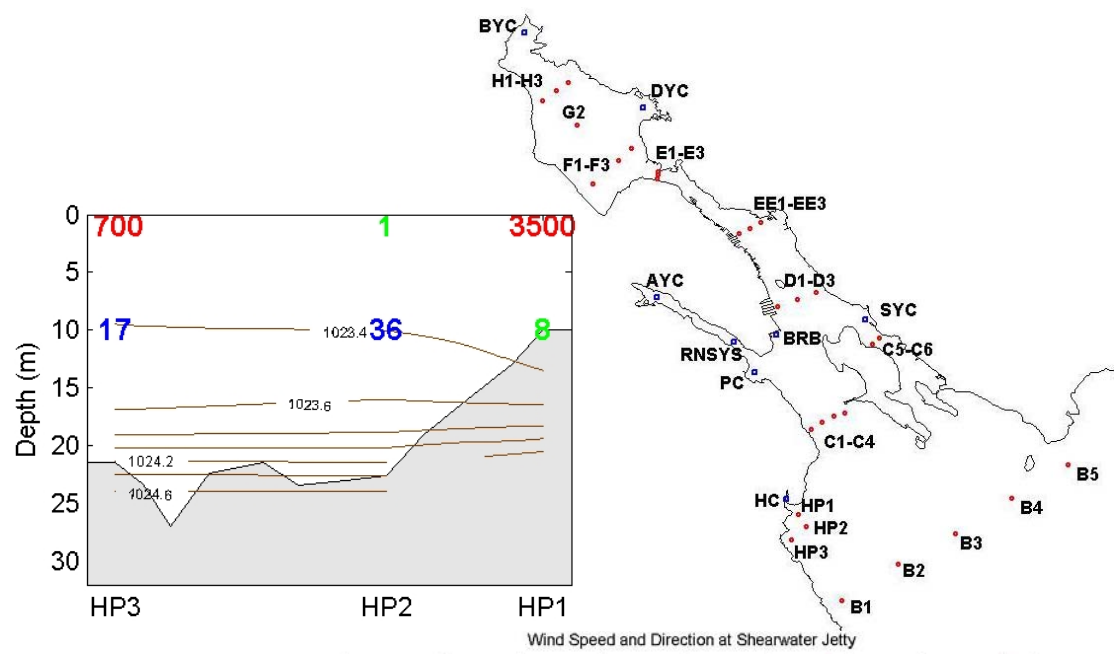 BYC
H1-H3
DYC
G2
F1-F3
E1-E3
EE1-EE3
AYC
D1-D3
SYC
RNSYS
BRB
C5-C6
PC
C1-C4
B5
HC
HP1
B4
HP2
HP3
B3
B2
B1
0
700
1
3500
5
10
17
1023.4
36
8
15
1023.6
20
1024.2
25
1024.6
30
Depth (m)
HP3
HP2
HP1
Wind Speed and Direction at Shearwater Jetty